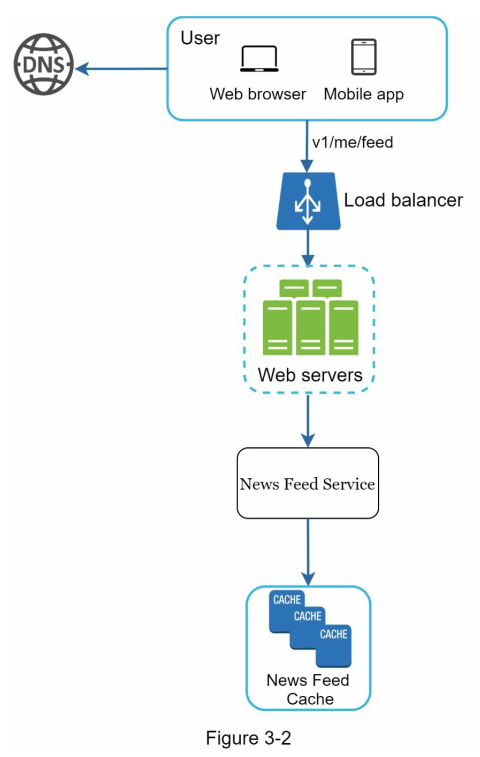 DNS
User
Web browser
Mobile app
v1/me/feed
Load balancer
Web servers
News Feed Service
CACHE
CACHE
CACHE
News Feed
Cache
Figure 3-2